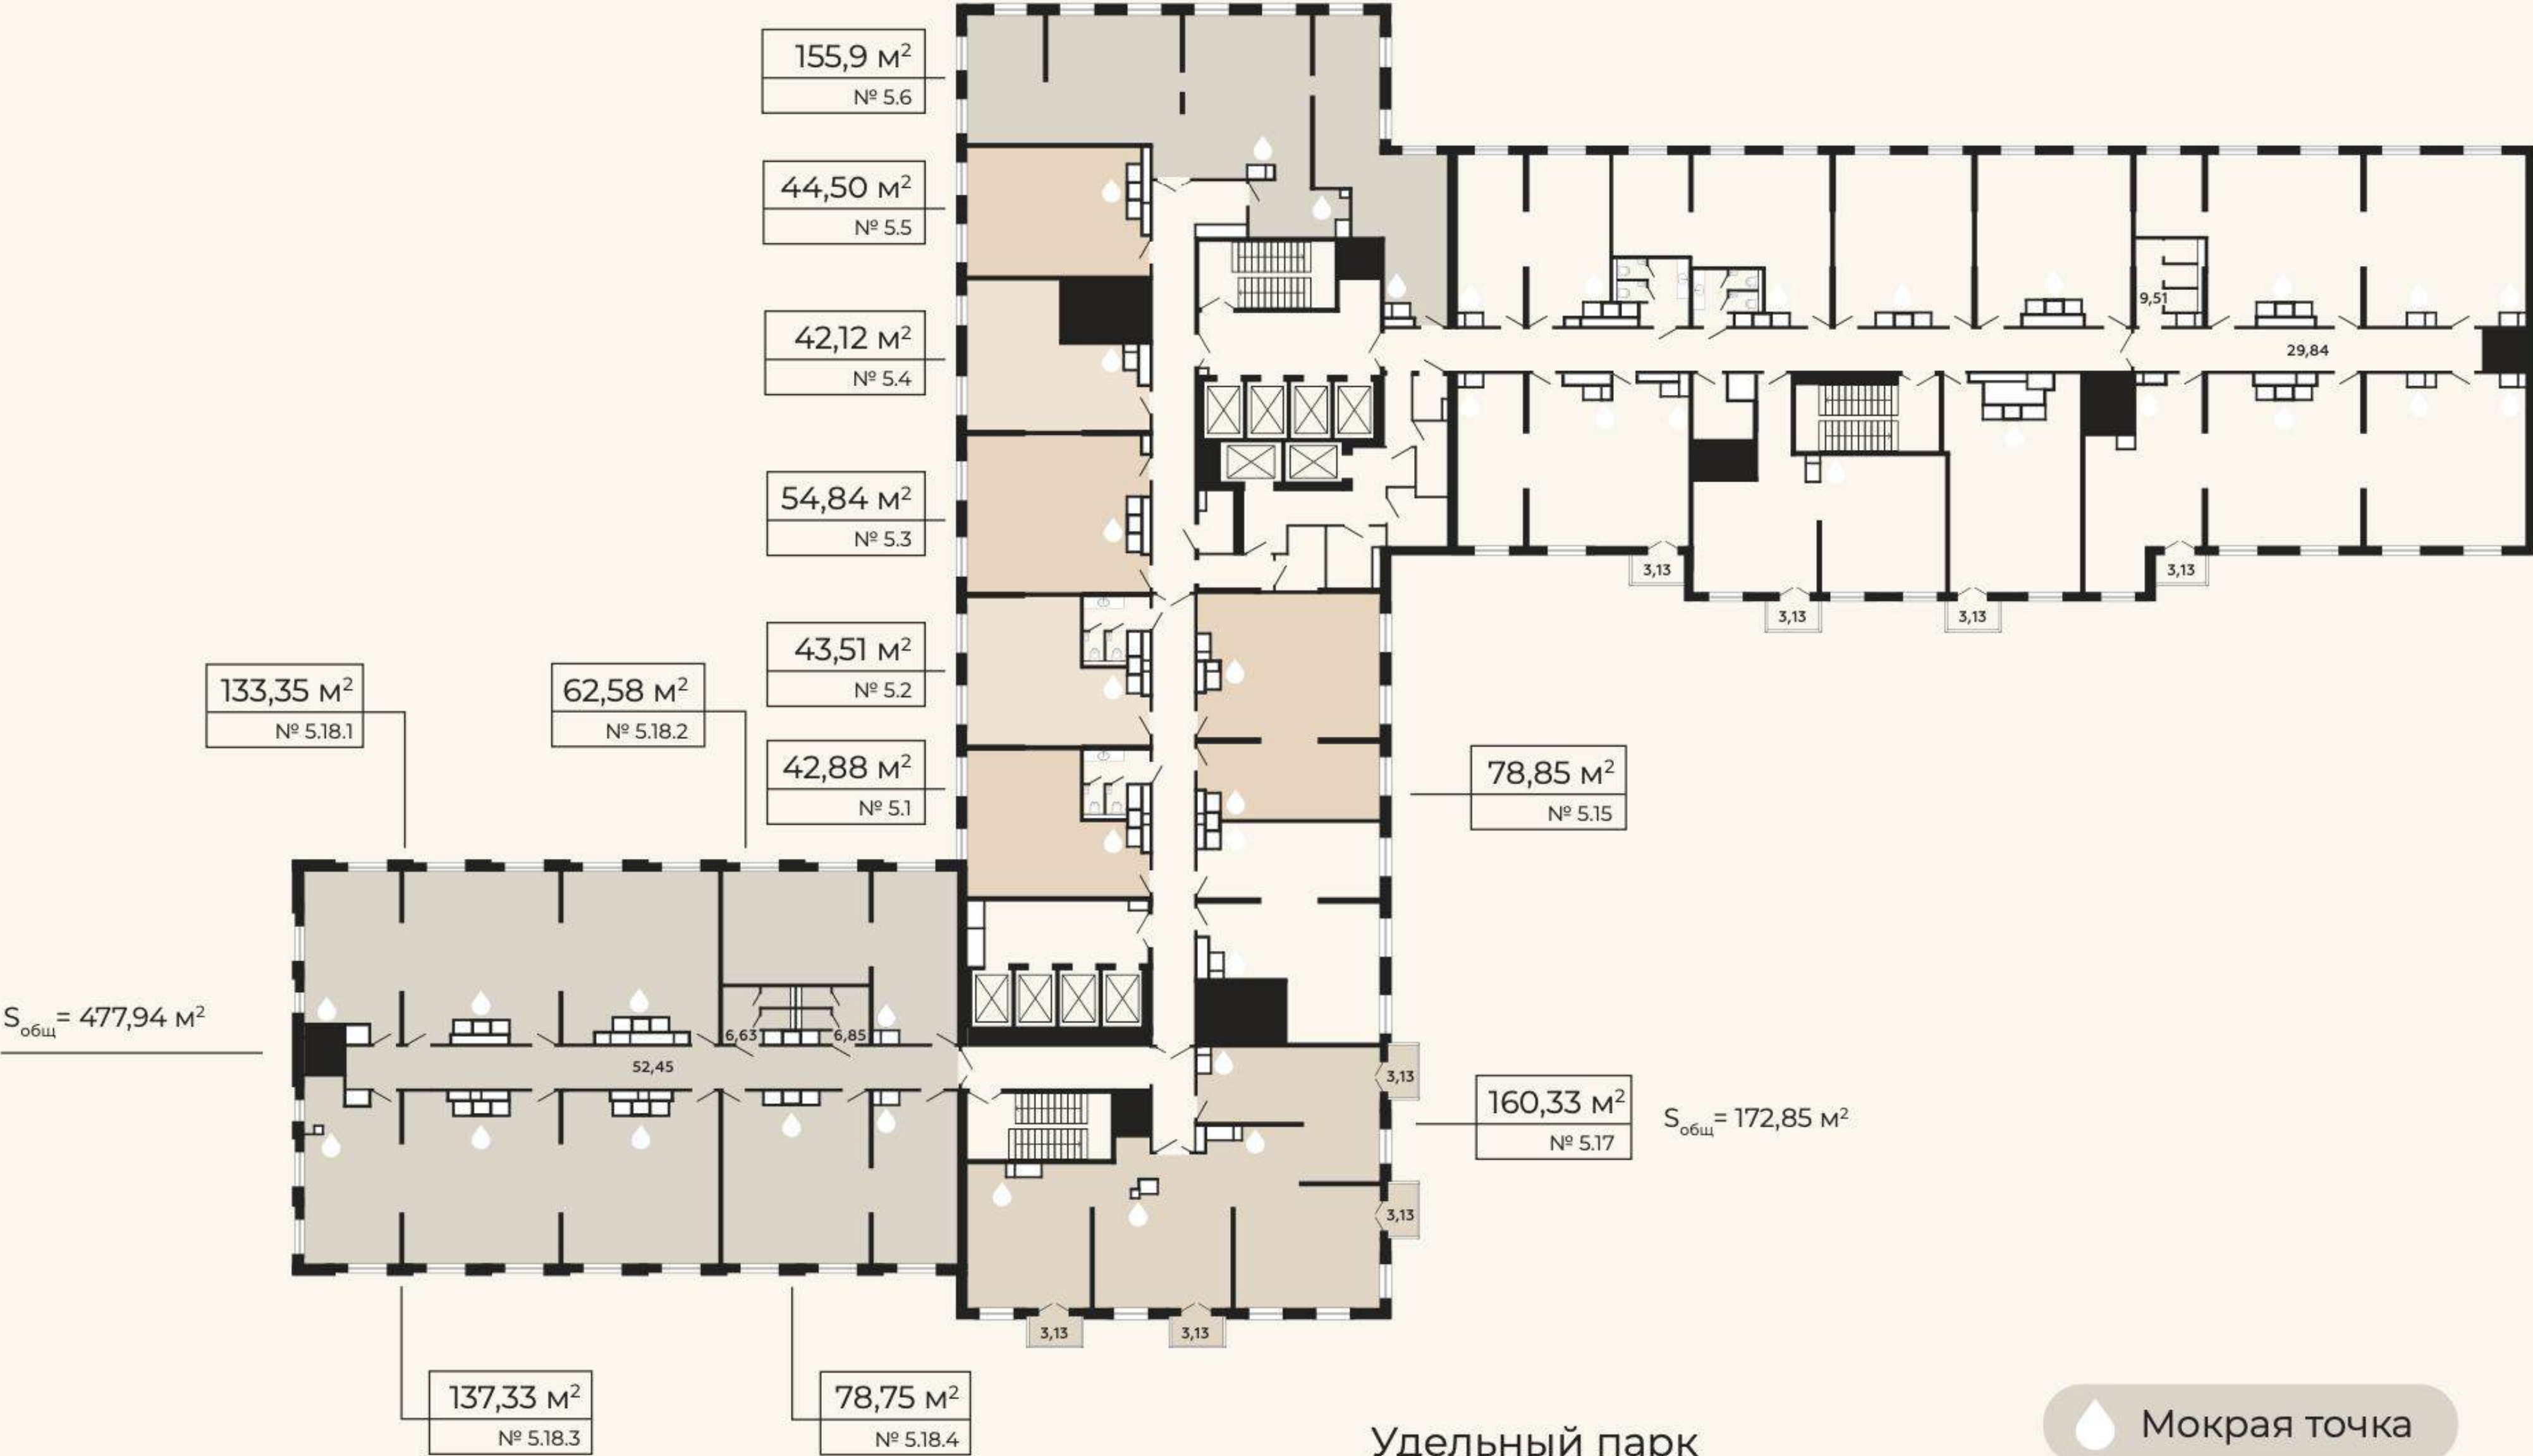 155,9 м²
№ 5.6
44,50 м²
№ 5.5
42,12 м²
№ 5.4
54,84 м²
№ 5.3
43,51 м²
№ 5.2
42,88 м²
№ 5.1
133,35 м²
№ 5.18.1
62,58 м²
№ 5.18.2
9,51
29,84
3,13
3,13
3,13
3,13
78,85 м²
№ 5.15
Sобщ= 477,94 м²
6,63
6,85
52,45
3,13
160,33 м²
№ 5.17
Sобщ= 172,85 м²
3,13
3,13
3,13
137,33 м²
№ 5.18.3
78,75 м²
№ 5.18.4
Удельный парк
Мокрая точка